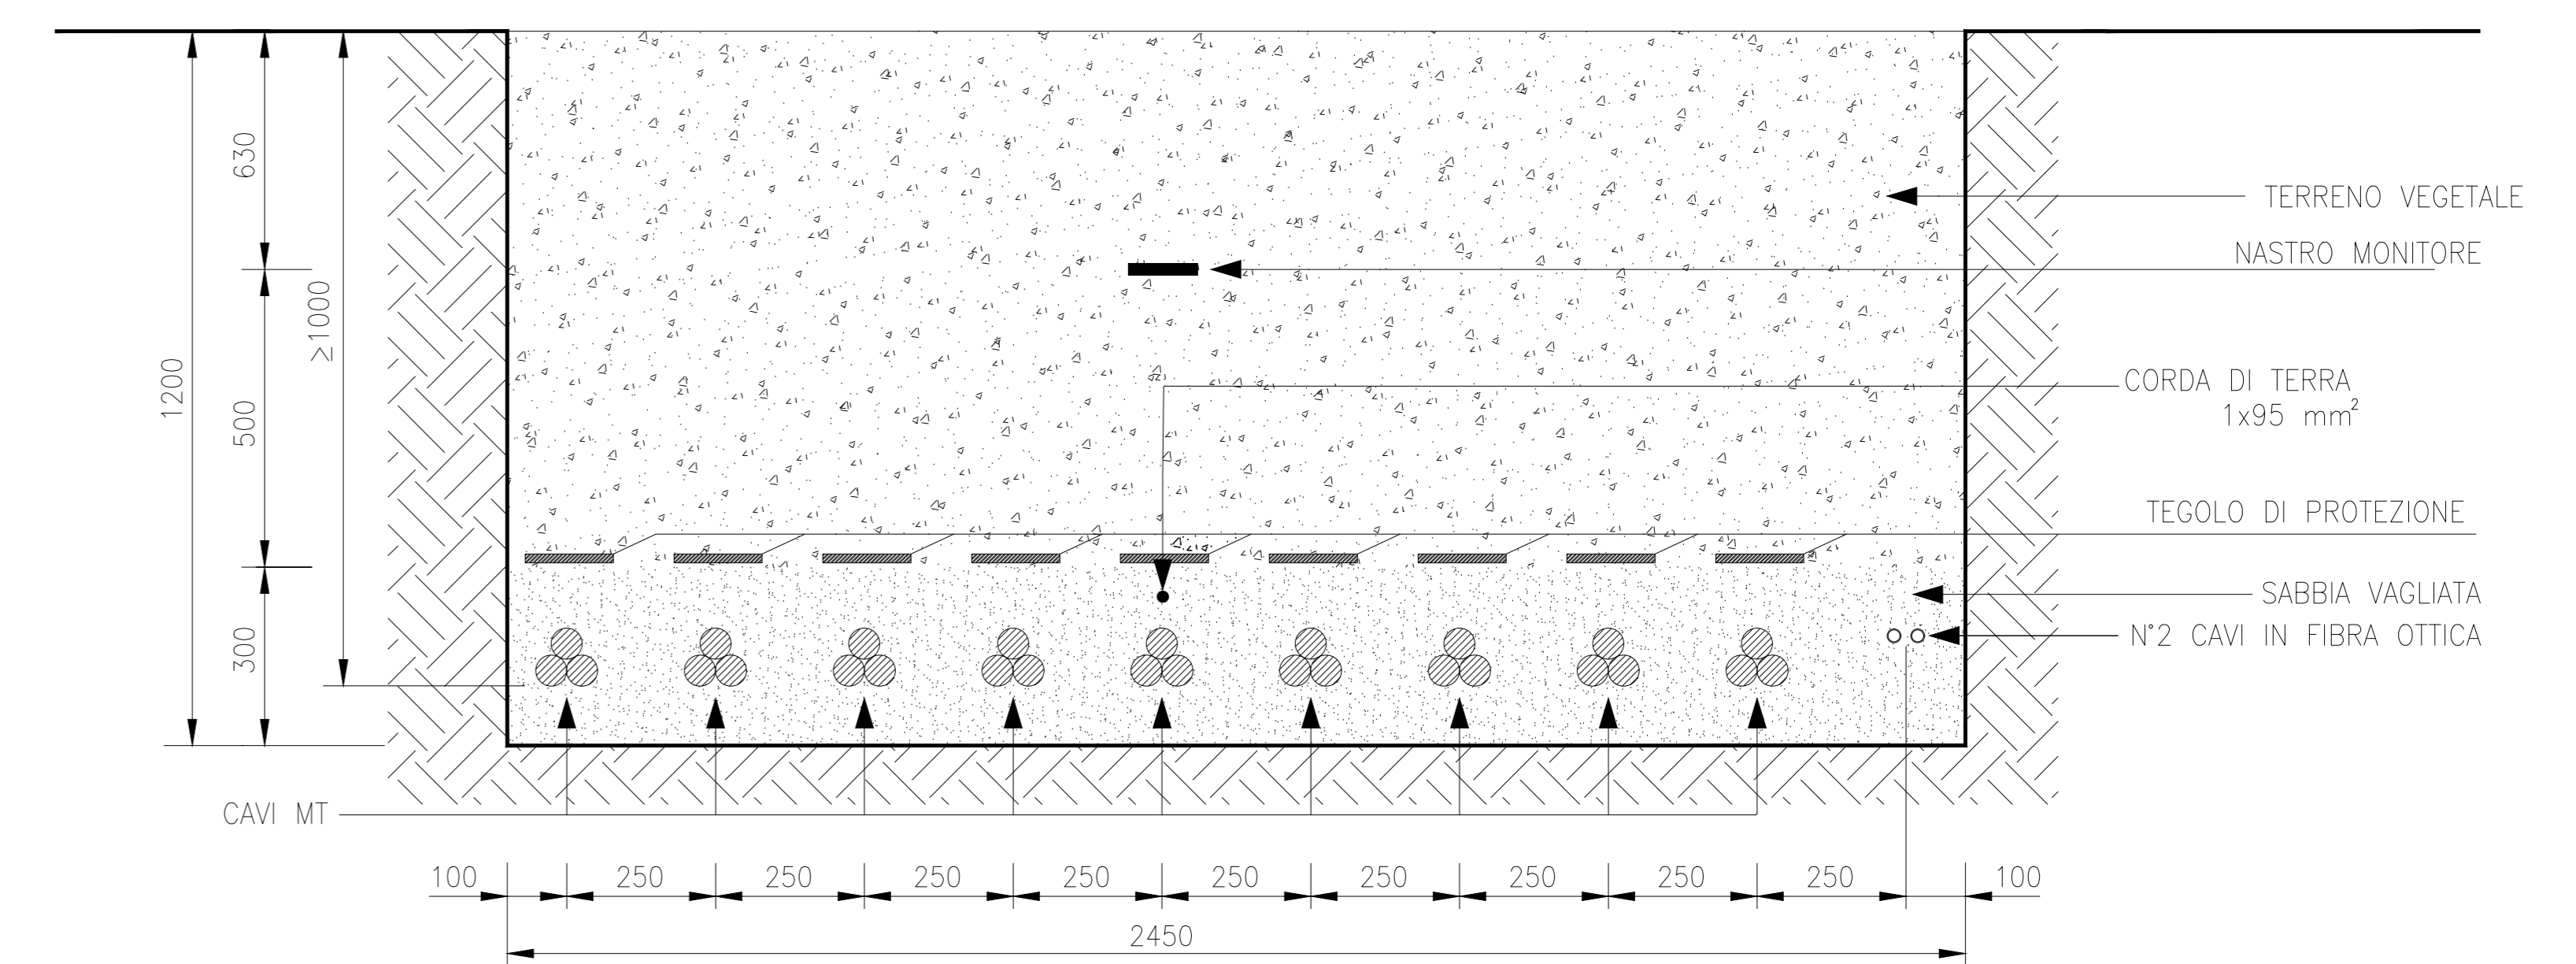 630
TERRENO VEGETALE
NASTRO MONITORE
≥1000
1200
500
CORDA DI TERRA
1x95 mm²
TEGOLO DI PROTEZIONE
SABBIA VAGLIATA
300
N°2 CAVI IN FIBRA OTTICA
CAVI MT
100 250 250 250 250 250 250 250 250 250 100
2450